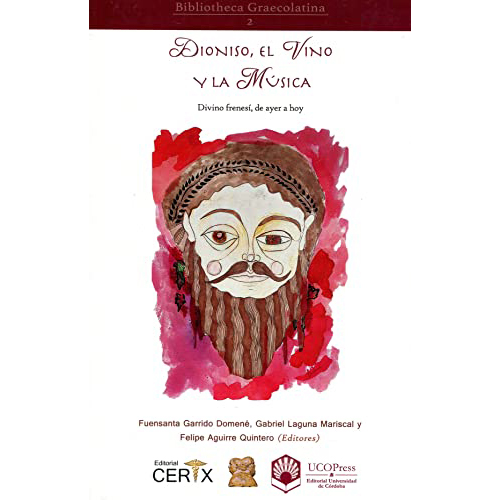 Bibliotheca Graecolatina
2
Dioniso, el Vino
y la Música
Divino frenesí, de ayer a hoy
Fuensanta Garrido Domené, Gabriel Laguna Mariscal y
Felipe Aguirre Quintero (Editores)
Editorial
CERIX
UCOPress
Editorial Universidad
de Córdoba